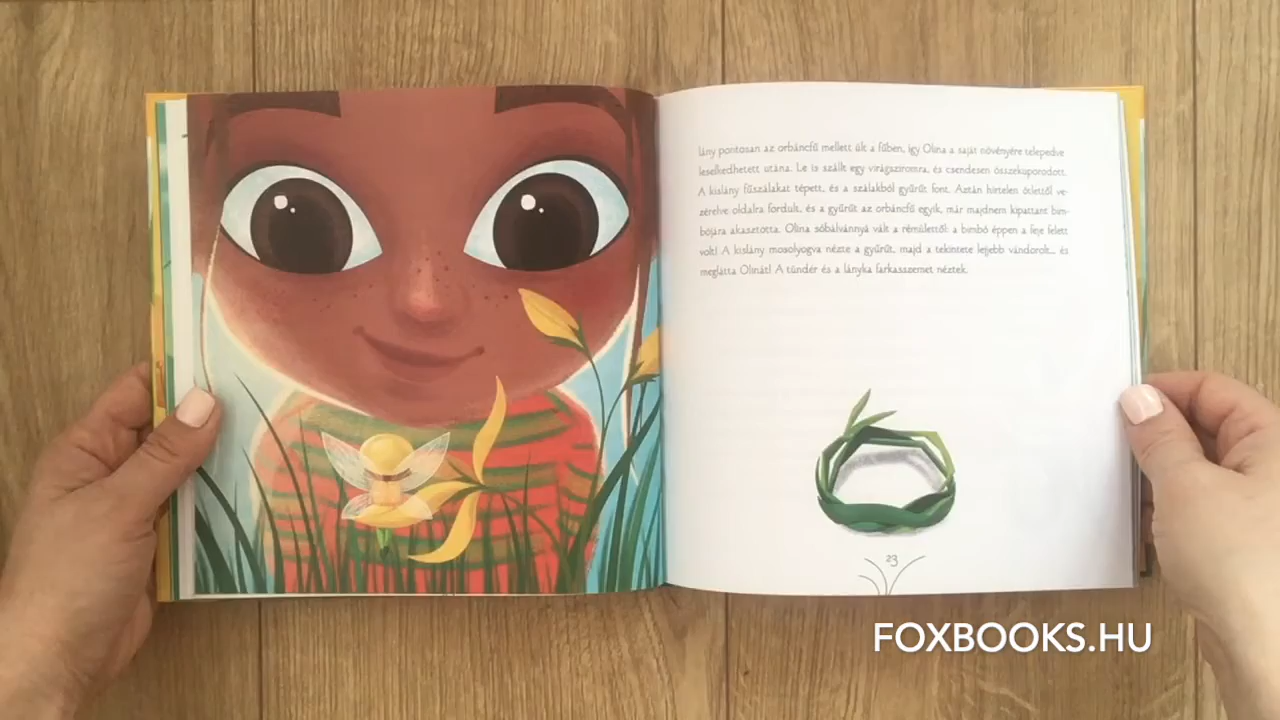 lány pontosan az orbáncfű mellett ült a fűben, így Olina a saját növényére telepedve
leselkedhetett utána. Le is szállt egy virágsziromra, és csendesen összekuporodott.
A kislány fűszálakat tépett, és a szálakból gyűrűt font. Aztán hirtelen ötlettől ve-
zérelve oldalra fordult, és a gyűrűt az orbáncfű egyik, már majdnem kipattant bim-
bójára akasztotta. Olina sóbálvánnyá vált a rémülettől: a bimbó éppen a feje felett
volt! A kislány mosolyogva nézte a gyűrűt, majd a tekintete lejjebb vándorolt... és
meglátta Olinát! A tündér és a lányka farkasszemet néztek.
23
FOXBOOKS.HU